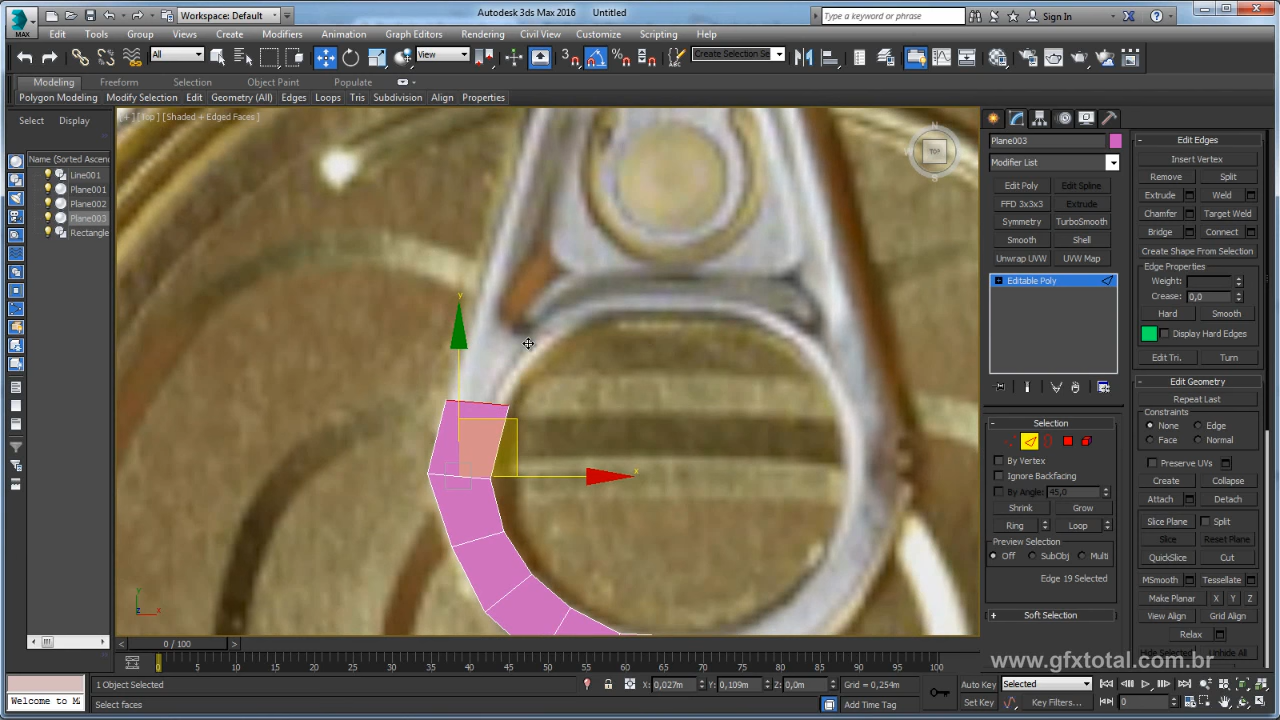 Workspace: Default
Autodesk 3ds Max 2016    Untitled
Type a keyword or phrase
Sign In
MAX
Edit Tools Group Views Create Modifiers Animation Graph Editors Rendering Civil View Customize Scripting Help
All
View
3
Create Selection Se
Modeling Freeform Selection Object Paint Populate
Polygon Modeling Modify Selection Edit Geometry (All) Edges Loops Tris Subdivision Align Properties
Select Display
Name (Sorted Ascen
Line001
Plane001
Plane002
Plane003
Rectangle
[ + ] [ Top ] [ Shaded + Edged Faces ]
TOP
y
x
Plane003
Modifier List
Edit Poly Edit Spline
FFD 3x3x3 Extrude
Symmetry TurboSmooth
Smooth Shell
Unwrap UVW UVW Map
Editable Poly
Selection
By Vertex
Ignore Backfacing
By Angle: 45,0
Shrink Grow
Ring Loop
Preview Selection
Off SubObj Multi
Edge 19 Selected
Soft Selection
Edit Edges
Insert Vertex
Remove Split
Extrude Weld
Chamfer Target Weld
Bridge Connect
Create Shape From Selection
Edge Properties
Weight:
Crease: 0,0
Hard Smooth
Display Hard Edges
Edit Tri. Turn
Edit Geometry
Repeat Last
Constraints
None Edge
Face Normal
Preserve UVs
Create Collapse
Attach Detach
Slice Plane Split
Slice Reset Plane
QuickSlice Cut
MSmooth Tessellate
Make Planar X Y Z
View Align Grid Align
Relax
Hide Selected Unhide All
www.gfxtotal.com.br
0 / 100
0 5 10 15 20 25 30 35 40 45 50 55 60 65 70 75 80 85 90 95 100
1 Object Selected
X: 0,027m Y: 0,109m Z: 0,0m Grid = 0,254m
Auto Key Selected
Welcome to M
Select faces
Add Time Tag
Set Key Key Filters...
0